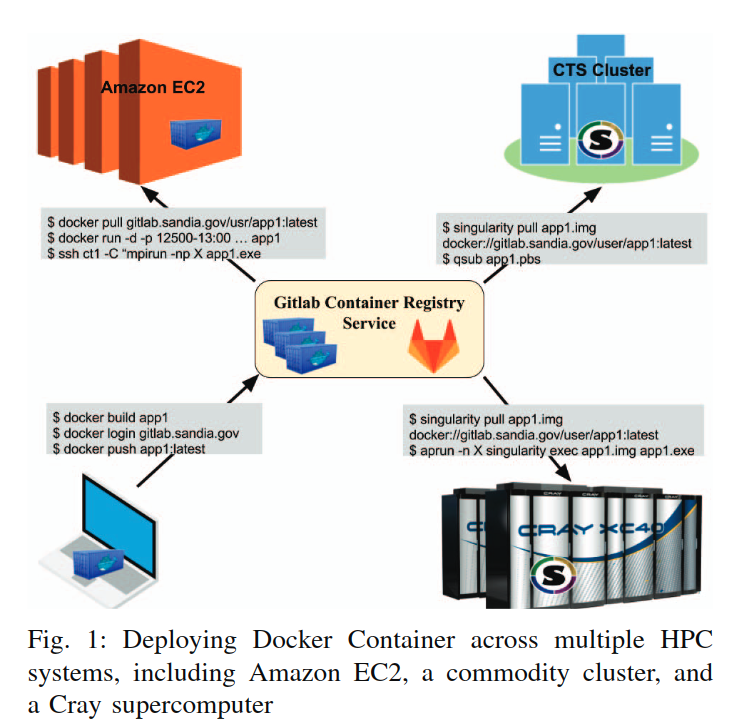 Amazon EC2
CTS Cluster
$ docker pull gitlab.sandia.gov/usr/app1:latest
$ docker run -d -p 12500-13:00 … app1
$ ssh ct1 -C “mpirun -np X app1.exe
$ singularity pull app1.img
docker://gitlab.sandia.gov/user/app1:latest
$ qsub app1.pbs
Gitlab Container Registry
Service
$ docker build app1
$ docker login gitlab.sandia.gov
$ docker push app1:latest
$ singularity pull app1.img
docker://gitlab.sandia.gov/user/app1:latest
$ aprun -n X singularity exec app1.img app1.exe
CRAY XC40
Fig. 1: Deploying Docker Container across multiple HPC
systems, including Amazon EC2, a commodity cluster, and
a Cray supercomputer